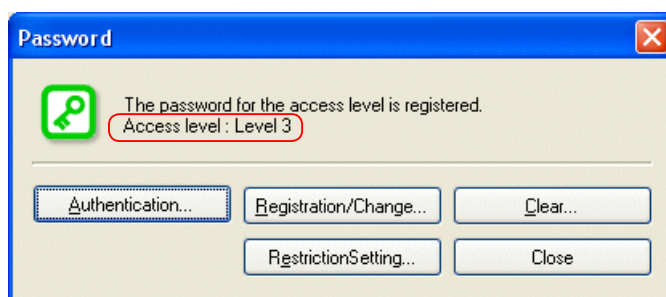 Password
The password for the access level is registered.
Access level : Level 3
Authentication... Registration/Change... Clear...
RestrictionSetting... Close